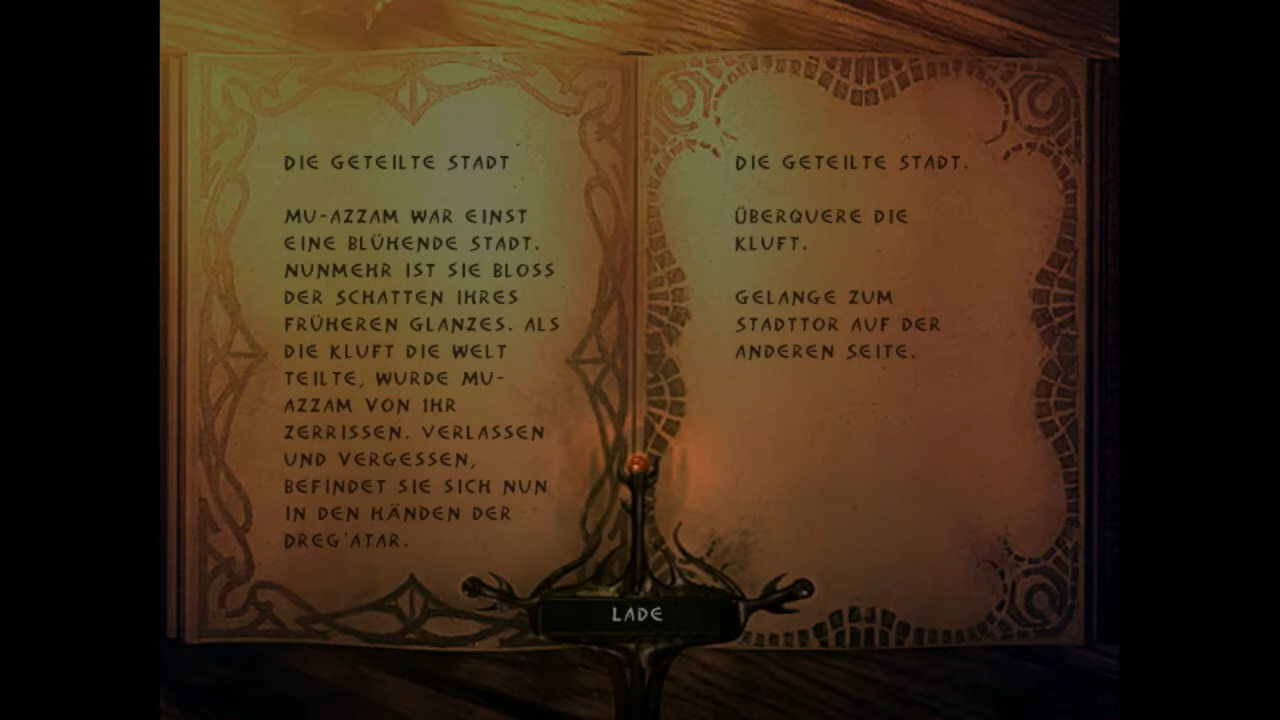 DIE GETEILTE STADT
MU-AZZAM WAR EINST
EINE BLÜHENDE STADT.
NUNMEHR IST SIE BLOSS
DER SCHATTEN IHRES
FRÜHEREN GLANZES. ALS
DIE KLUFT DIE WELT
TEILTE, WURDE MU-
AZZAM VON IHR
ZERRISSEN. VERLASSEN
UND VERGESSEN,
BEFINDET SIE SICH NUN
IN DEN HÄNDEN DER
DREG'ATAR.
DIE GETEILTE STADT.
ÜBERQUERE DIE
KLUFT.
GELANGE ZUM
STADTTOR AUF DER
ANDEREN SEITE.
LADE